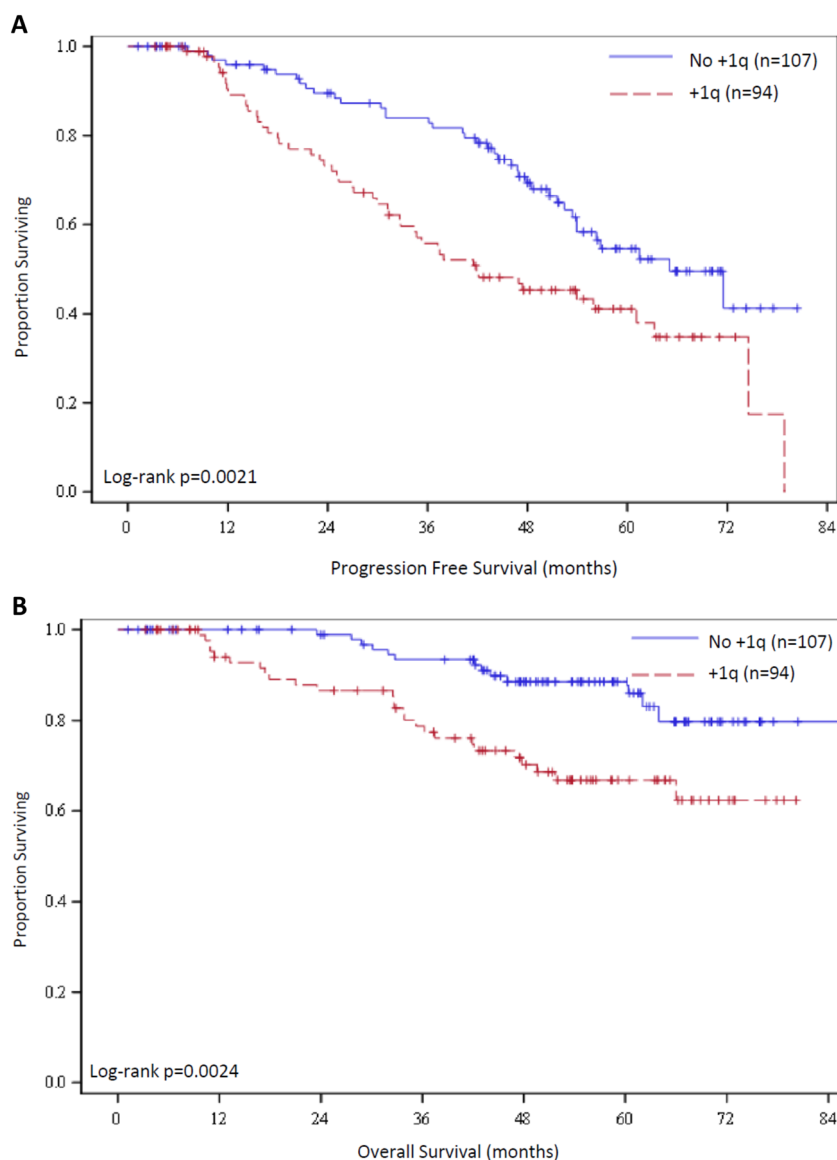 A
1.0
0.8
0.6
0.4
0.2
0.0
Proportion Surviving
No +1q (n=107)
+1q (n=94)
Log-rank p=0.0021
0 12 24 36 48 60 72 84
Progression Free Survival (months)
B
1.0
0.8
0.6
0.4
0.2
0.0
Proportion Surviving
No +1q (n=107)
+1q (n=94)
Log-rank p=0.0024
0 12 24 36 48 60 72 84
Overall Survival (months)